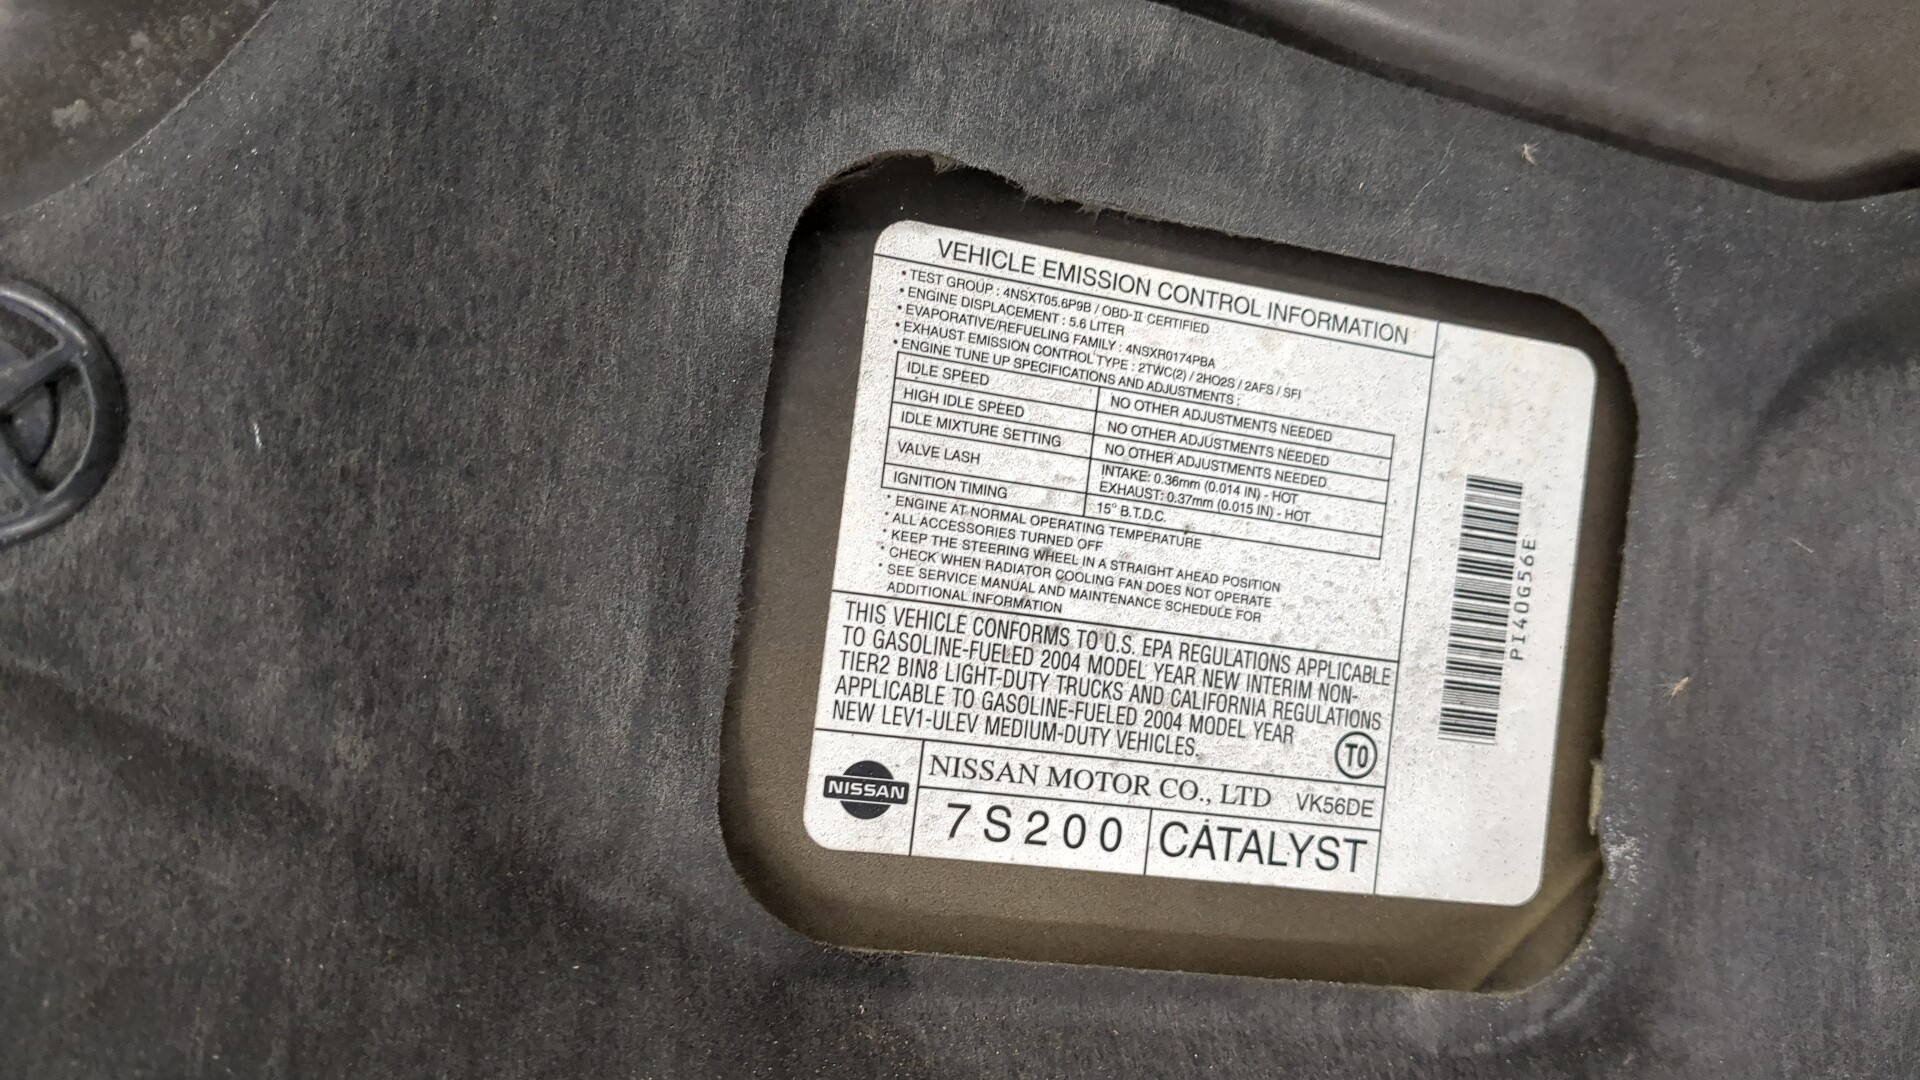 VEHICLE EMISSION CONTROL INFORMATION
• TEST GROUP : 4NSXT05.6P9B / OBD-II CERTIFIED
• ENGINE DISPLACEMENT : 5.6 LITER
• EVAPORATIVE/REFUELING FAMILY : 4NSXR0174PBA
• EXHAUST EMISSION CONTROL TYPE : 2TWC(2) / 2HO2S / 2AFS / SFI
• ENGINE TUNE UP SPECIFICATIONS AND ADJUSTMENTS :
IDLE SPEED NO OTHER ADJUSTMENTS NEEDED
HIGH IDLE SPEED NO OTHER ADJUSTMENTS NEEDED
IDLE MIXTURE SETTING NO OTHER ADJUSTMENTS NEEDED
VALVE LASH INTAKE: 0.36mm (0.014 IN) - HOT
EXHAUST: 0.37mm (0.015 IN) - HOT
IGNITION TIMING 15° B.T.D.C.
* ENGINE AT NORMAL OPERATING TEMPERATURE
* ALL ACCESSORIES TURNED OFF
* KEEP THE STEERING WHEEL IN A STRAIGHT AHEAD POSITION
* CHECK WHEN RADIATOR COOLING FAN DOES NOT OPERATE
* SEE SERVICE MANUAL AND MAINTENANCE SCHEDULE FOR
ADDITIONAL INFORMATION
THIS VEHICLE CONFORMS TO U.S. EPA REGULATIONS APPLICABLE
TO GASOLINE-FUELED 2004 MODEL YEAR NEW INTERIM NON-
TIER2 BIN8 LIGHT-DUTY TRUCKS AND CALIFORNIA REGULATIONS
APPLICABLE TO GASOLINE-FUELED 2004 MODEL YEAR
NEW LEV1-ULEV MEDIUM-DUTY VEHICLES.
TO
NISSAN
NISSAN MOTOR CO., LTD VK56DE
7S200 CATALYST
PI40G56E